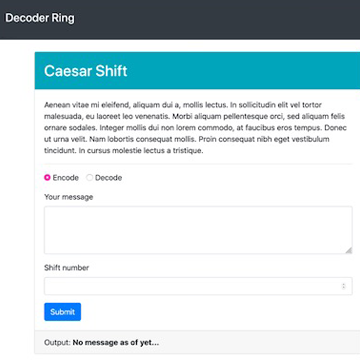 Decoder Ring
Caesar Shift
Aenean vitae mi eleifend, aliquam dui a, mollis lectus. In sollicitudin elit vel tortor
malesuada, eu laoreet leo venenatis. Morbi aliquam pellentesque orci, sed aliquam felis
ornare sodales. Integer mollis dui non lorem commodo, at faucibus eros tempus. Donec
ut urna velit. Nam lobortis consequat mollis. Proin consequat nibh eget vestibulum
tincidunt. In cursus molestie lectus a tristique.
Encode Decode
Your message
Shift number
Submit
Output: No message as of yet...